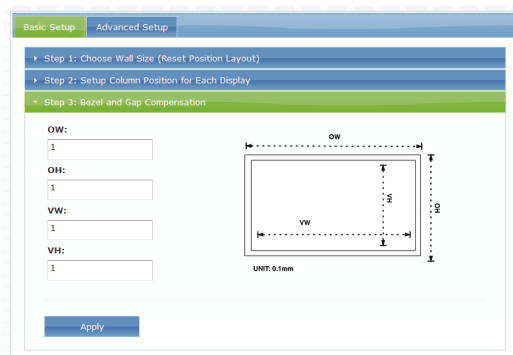 Basic Setup
Advanced Setup
Step 1: Choose Wall Size (Reset Position Layout)
Step 2: Setup Column Position for Each Display
Step 3: Bezel and Gap Compensation
OW:
1
OH:
1
VW:
1
VH:
1
OW
VH
OH
VW
UNIT: 0.1mm
Apply